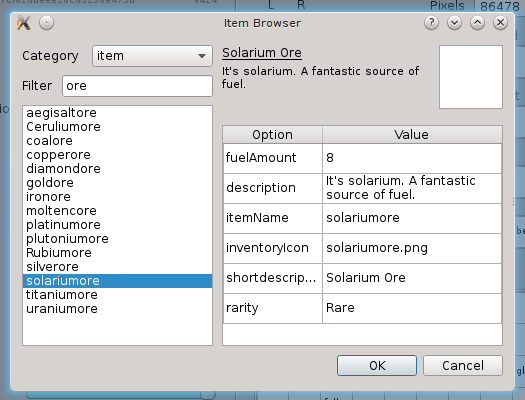 L R Pixels 86478
Item Browser
Category item
Filter ore
aegisaltore
Ceruliumore
coalore
copperore
diamondore
goldore
ironore
moltencore
platinumore
plutoniumore
Rubiumore
silverore
solariumore
titaniumore
uraniumore
Solarium Ore
It's solarium. A fantastic source of
fuel.
Option Value
fuelAmount 8
description It's solarium. A fantastic
source of fuel.
itemName solariumore
inventoryIcon solariumore.png
shortdescrip... Solarium Ore
rarity Rare
OK Cancel